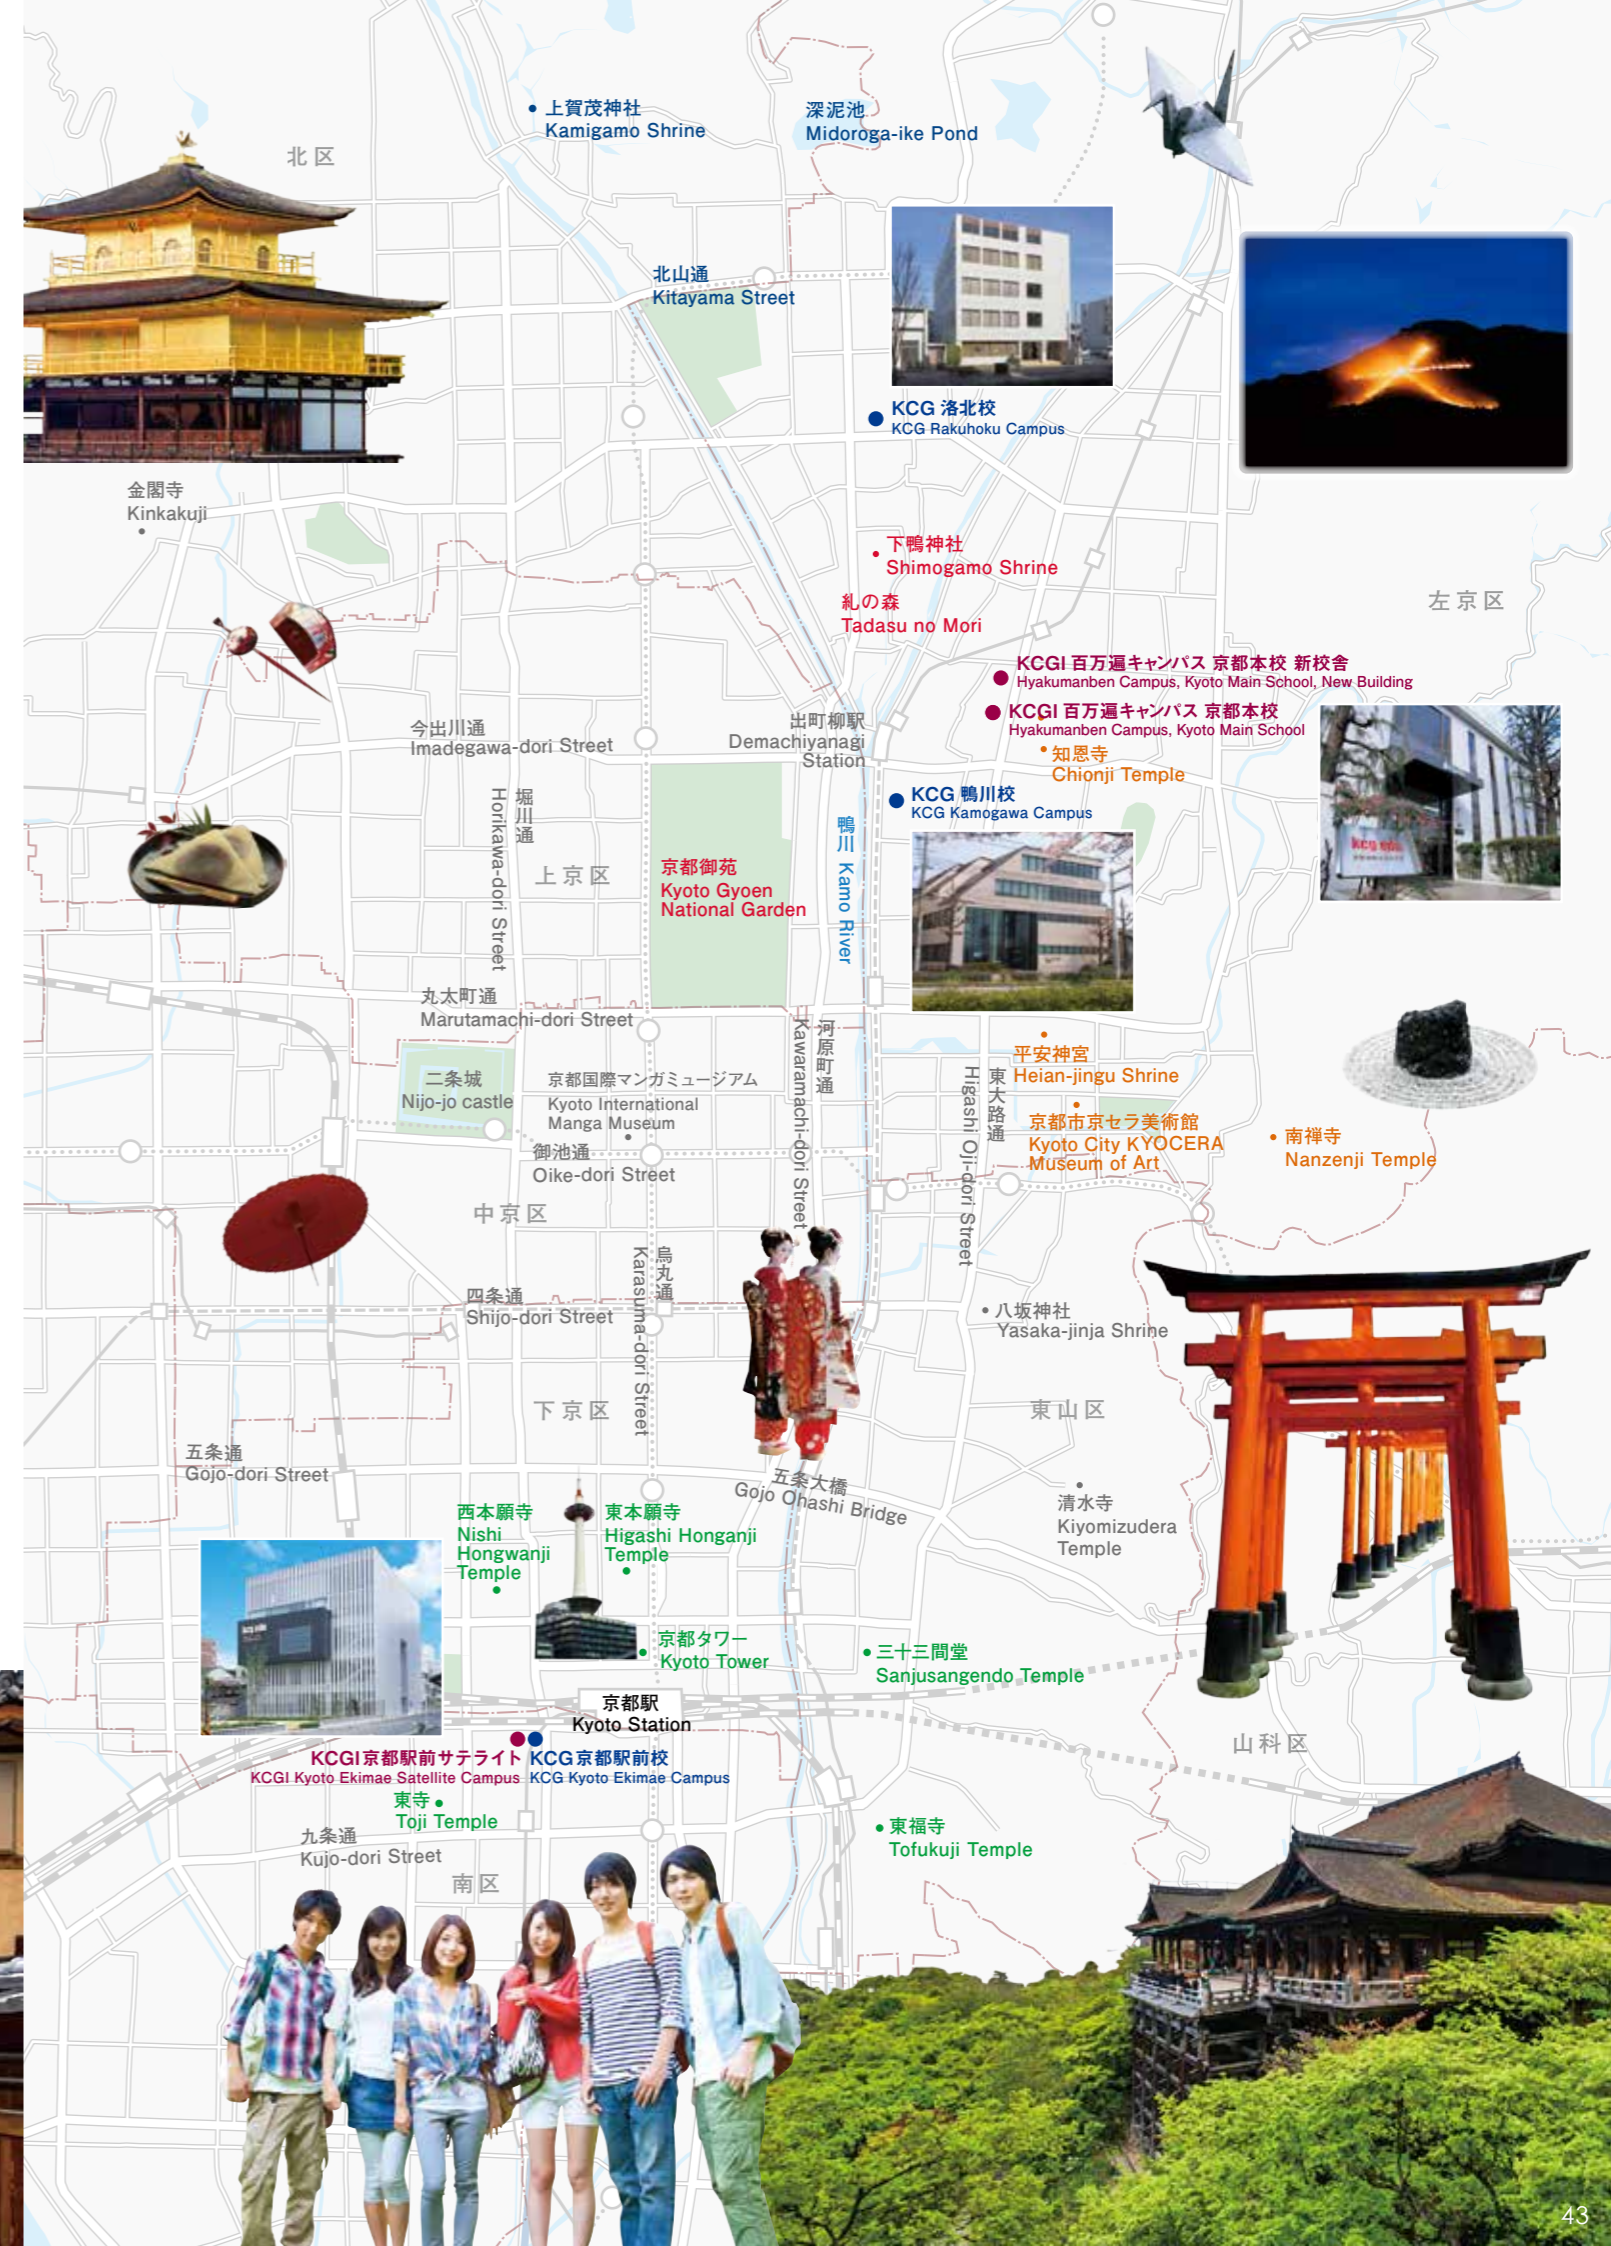 上賀茂神社
Kamigamo Shrine
深泥池
Midoroga-ike Pond
北区
北山通
Kitayama Street
KCG 洛北校
KCG Rakuhoku Campus
金閣寺
Kinkakuji
下鴨神社
Shimogamo Shrine
糺の森
Tadasu no Mori
左京区
KCGI 百万遍キャンパス 京都本校 新校舎
Hyakumanben Campus, Kyoto Main School, New Building
KCGI 百万遍キャンパス 京都本校
Hyakumanben Campus, Kyoto Main School
今出川通
Imadegawa-dori Street
出町柳駅
Demachiyanagi
Station
知恩寺
Chionji Temple
KCG 鴨川校
KCG Kamogawa Campus
堀川通
Horikawa-dori Street
上京区
京都御苑
Kyoto Gyoen
National Garden
鴨川 Kamo River
丸太町通
Marutamachi-dori Street
河原町通
Kawaramachi-dori Street
平安神宮
Heian-jingu Shrine
二条城
Nijo-jo castle
京都国際マンガミュージアム
Kyoto International
Manga Museum
東大路通
Higashi Oji-dori Street
京都市京セラ美術館
Kyoto City KYOCERA
Museum of Art
南禅寺
Nanzenji Temple
御池通
Oike-dori Street
中京区
烏丸通
Karasuma-dori Street
四条通
Shijo-dori Street
八坂神社
Yasaka-jinja Shrine
下京区
東山区
五条通
Gojo-dori Street
五条大橋
Gojo Ohashi Bridge
清水寺
Kiyomizudera
Temple
西本願寺
Nishi
Hongwanji
Temple
東本願寺
Higashi Honganji
Temple
京都タワー
Kyoto Tower
三十三間堂
Sanjusangendo Temple
京都駅
Kyoto Station
山科区
KCGI京都駅前サテライト
KCGI Kyoto Ekimae Satellite Campus
KCG京都駅前校
KCG Kyoto Ekimae Campus
東寺
Toji Temple
九条通
Kujo-dori Street
東福寺
Tofukuji Temple
南区
43